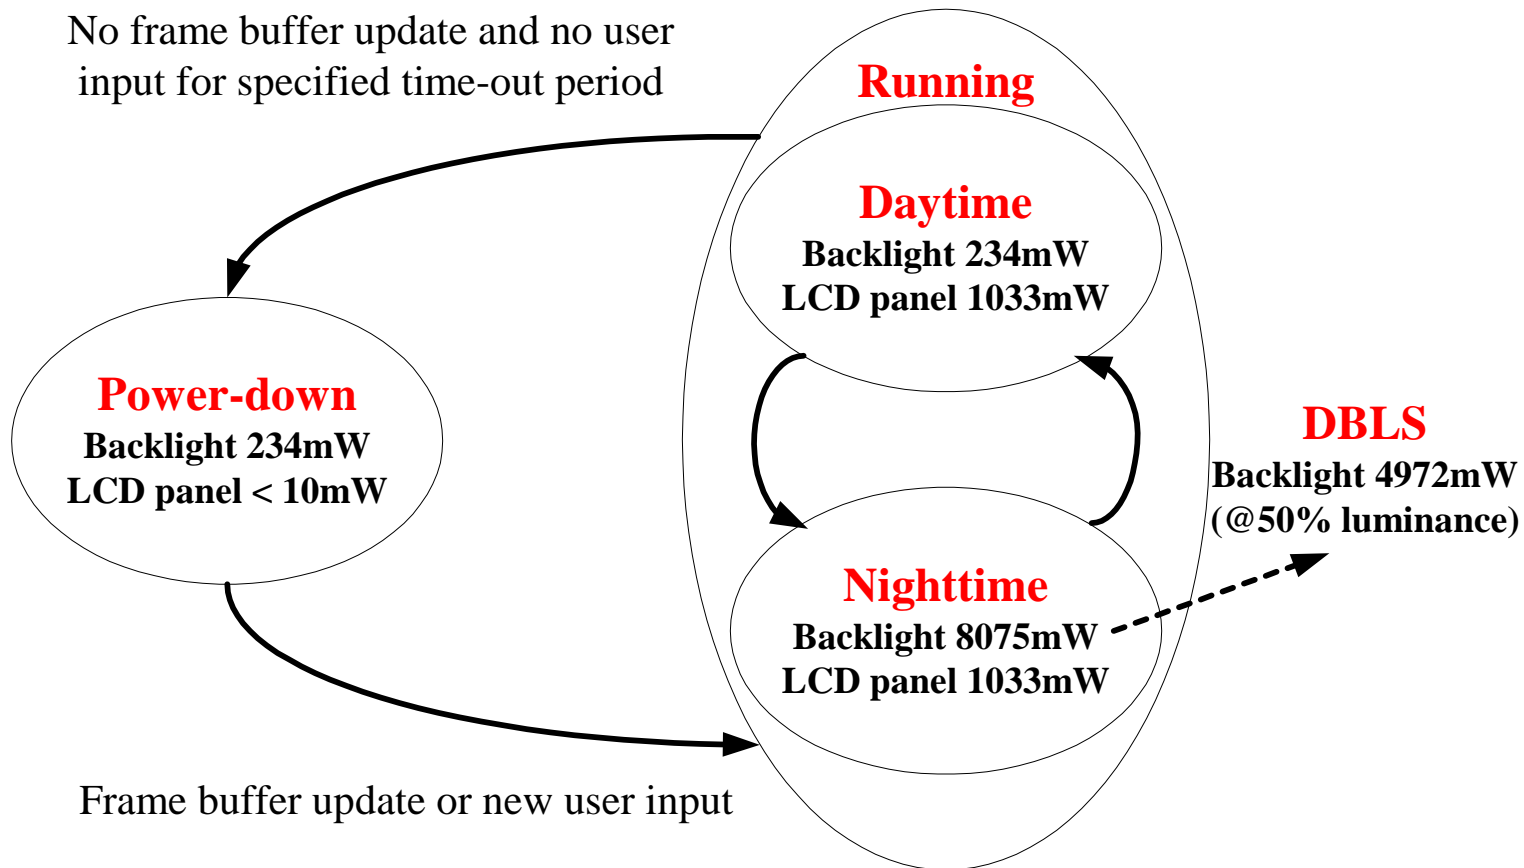 No frame buffer update and no user
input for specified time-out period
Running
Daytime
Backlight 234mW
LCD panel 1033mW
Power-down
Backlight 234mW
LCD panel < 10mW
DBLS
Backlight 4972mW
(@50% luminance)
Nighttime
Backlight 8075mW
LCD panel 1033mW
Frame buffer update or new user input